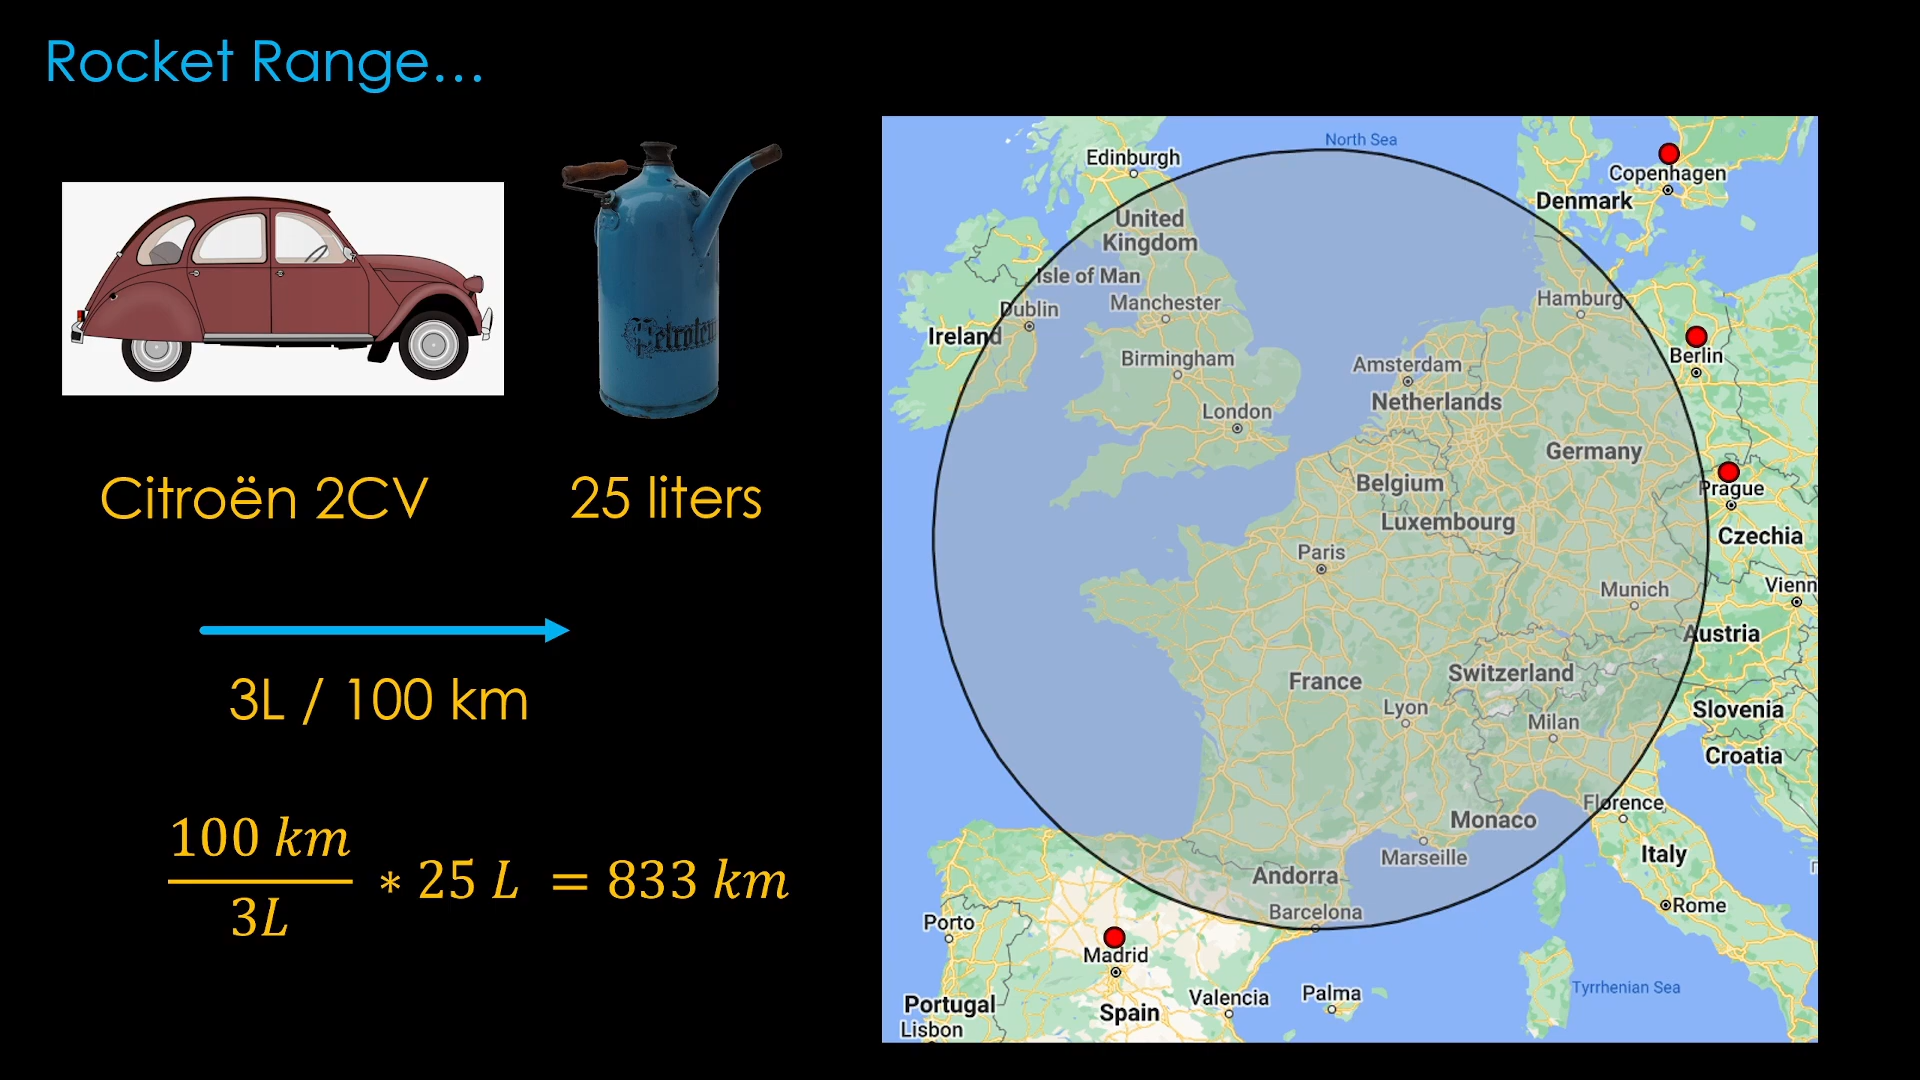 Rocket Range…
Citroën 2CV
25 liters
3L / 100 km
100 km
3L
* 25 L = 833 km
North Sea
Edinburgh
Copenhagen
Denmark
United
Kingdom
Isle of Man
Manchester
Hamburg
Dublin
Ireland
Birmingham
Amsterdam
Berlin
Netherlands
London
Germany
Belgium
Prague
Luxembourg
Czechia
Paris
Munich
Vienn
Austria
France
Switzerland
Lyon
Milan
Slovenia
Croatia
Florence
Monaco
Marseille
Italy
Andorra
Barcelona
Rome
Porto
Madrid
Tyrrhenian Sea
Portugal
Valencia
Palma
Spain
Lisbon